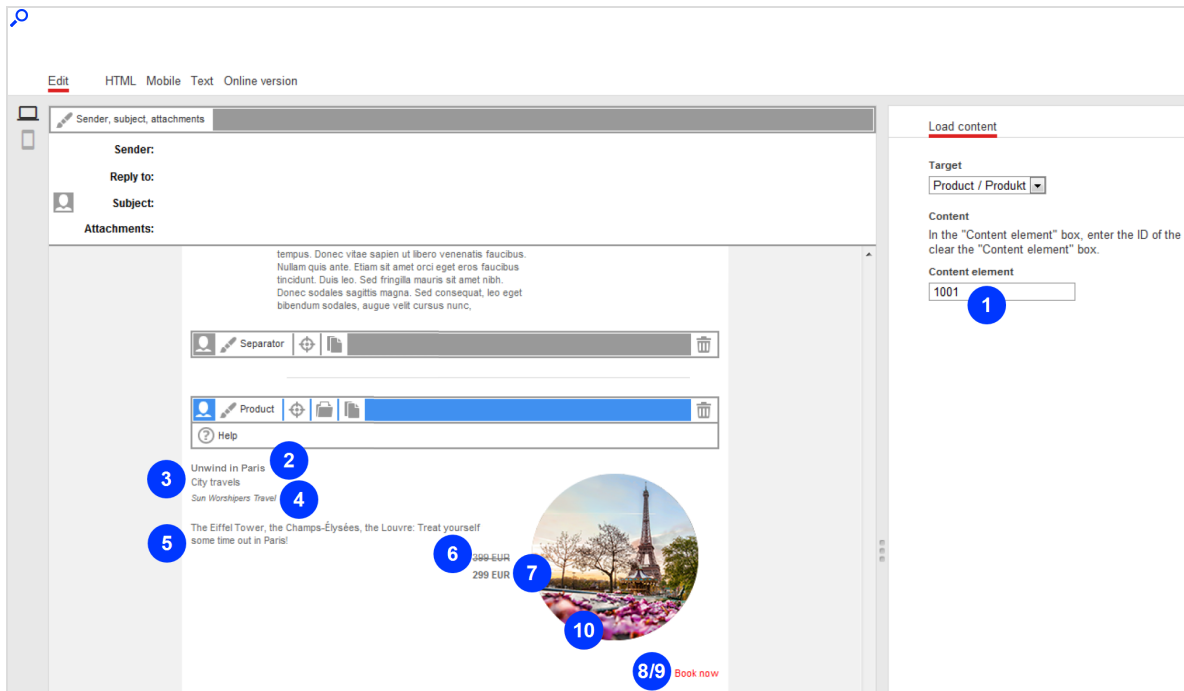 Edit HTML Mobile Text Online version
Sender, subject, attachments
Sender:
Reply to:
Subject:
Attachments:
tempus. Donec vitae sapien ut libero venenatis faucibus.
Nullam quis ante. Etiam sit amet orci eget eros faucibus
tincidunt. Duis leo. Sed fringilla mauris sit amet nibh.
Donec sodales sagittis magna. Sed consequat, leo eget
bibendum sodales, augue velit cursus nunc,
Separator
Product
Help
Unwind in Paris 2
3 City travels
Sun Worshipers Travel 4
5 The Eiffel Tower, the Champs-Élysées, the Louvre: Treat yourself
some time out in Paris!
6 399 EUR
299 EUR 7
10
8/9 Book now
Load content
Target
Product / Produkt
Content
In the "Content element" box, enter the ID of the
clear the "Content element" box.
Content element
1001
1